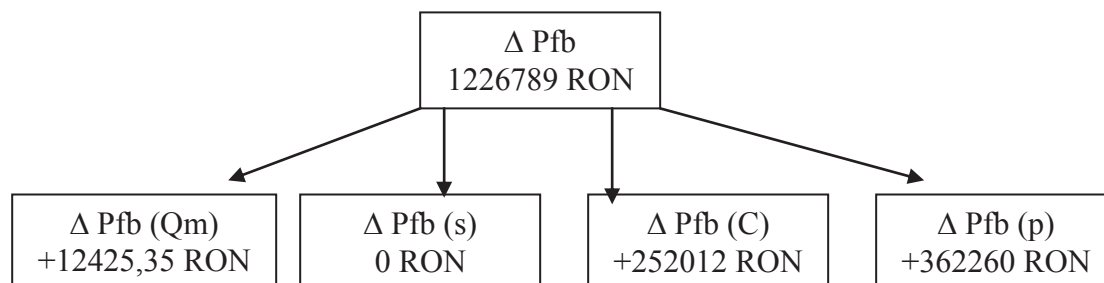 Δ Pfb
1226789 RON
Δ Pfb (Qm)
+12425,35 RON
Δ Pfb (s)
0 RON
Δ Pfb (C)
+252012 RON
Δ Pfb (p)
+362260 RON